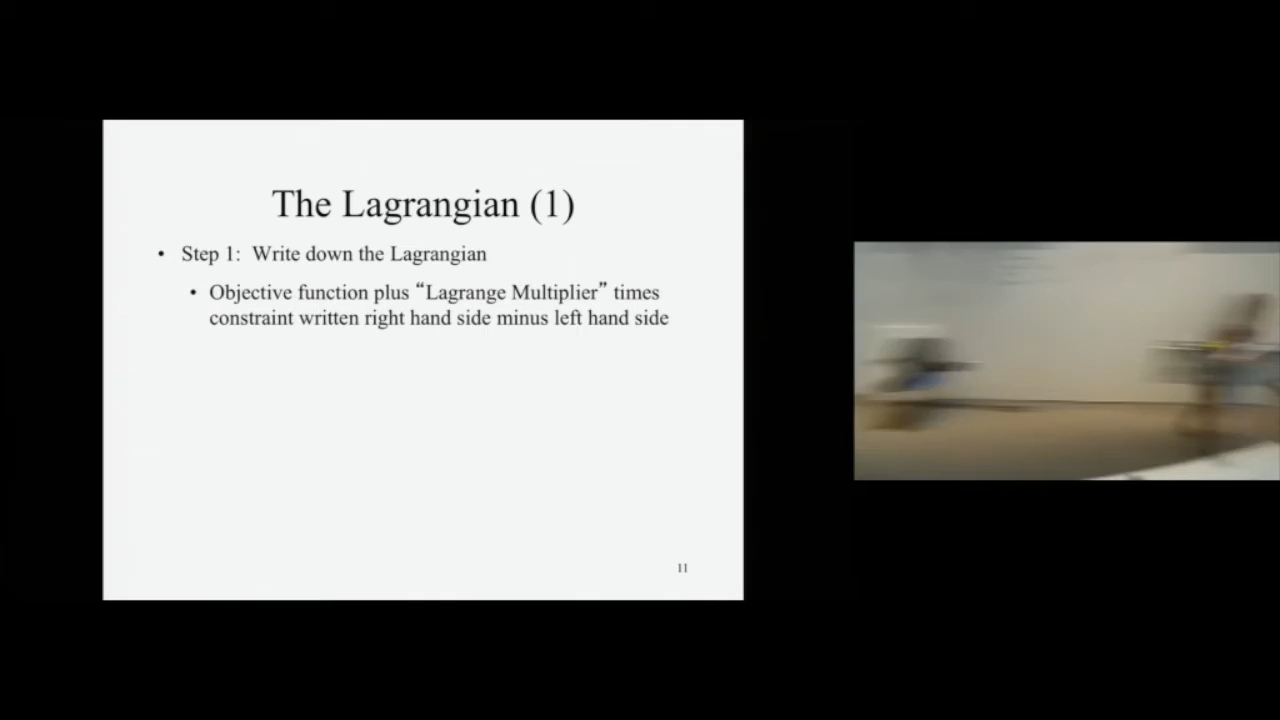 The Lagrangian (1)
• Step 1: Write down the Lagrangian
• Objective function plus “Lagrange Multiplier” times
constraint written right hand side minus left hand side
11